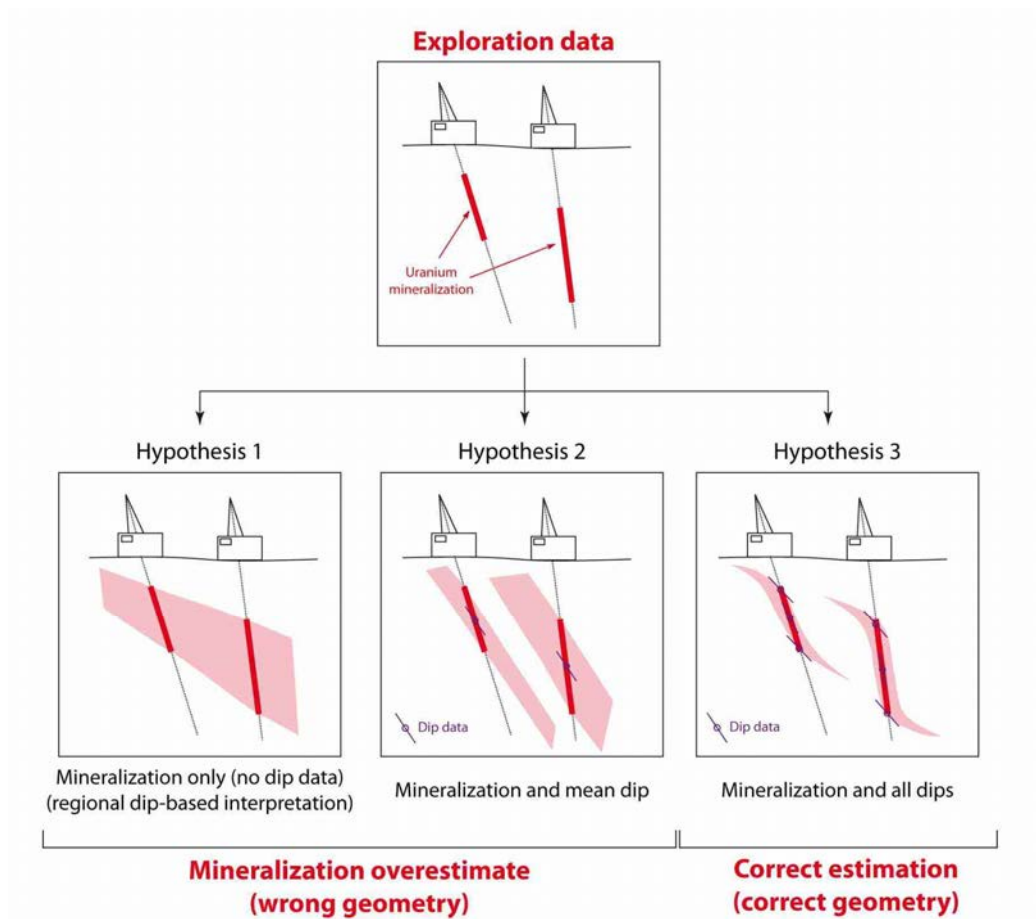 Exploration data
Uranium
mineralization
Hypothesis 1
Hypothesis 2
Hypothesis 3
Dip data
Dip data
Mineralization only (no dip data)
(regional dip-based interpretation)
Mineralization and mean dip
Mineralization and all dips
Mineralization overestimate
(wrong geometry)
Correct estimation
(correct geometry)